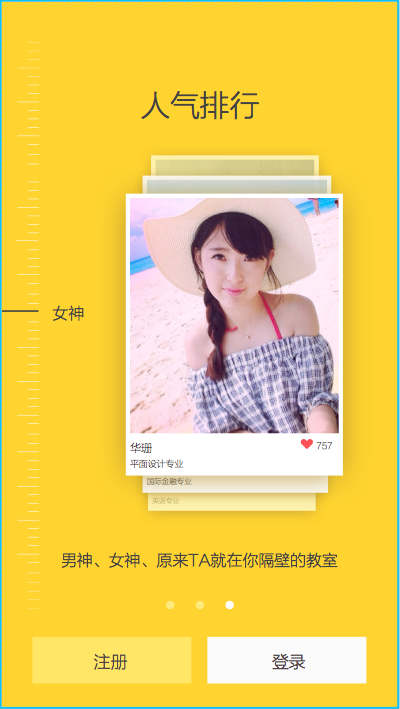 人气排行
女神
华珊
757
平面设计专业
国际金融专业
英语专业
男神、女神、原来TA就在你隔壁的教室
注册
登录